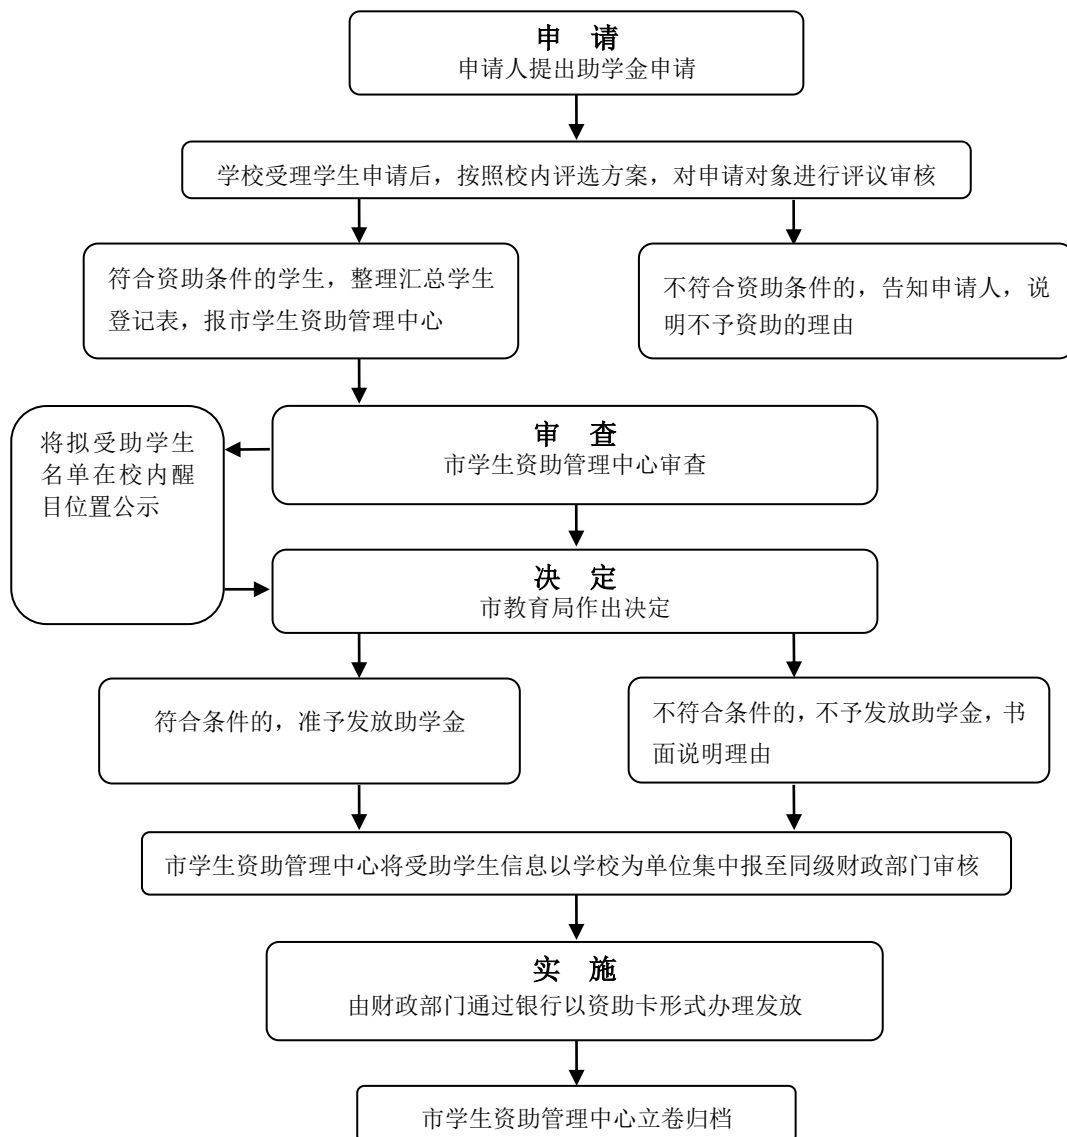 申 请
申请人提出助学金申请
学校受理学生申请后，按照校内评选方案，对申请对象进行评议审核
符合资助条件的学生，整理汇总学生
登记表，报市学生资助管理中心
不符合资助条件的，告知申请人，说
明不予资助的理由
将拟受助学生
名单在校内醒
目位置公示
审 查
市学生资助管理中心审查
决 定
市教育局作出决定
符合条件的，准予发放助学金
不符合条件的，不予发放助学金，书
面说明理由
市学生资助管理中心将受助学生信息以学校为单位集中报至同级财政部门审核
实 施
由财政部门通过银行以资助卡形式办理发放
市学生资助管理中心立卷归档